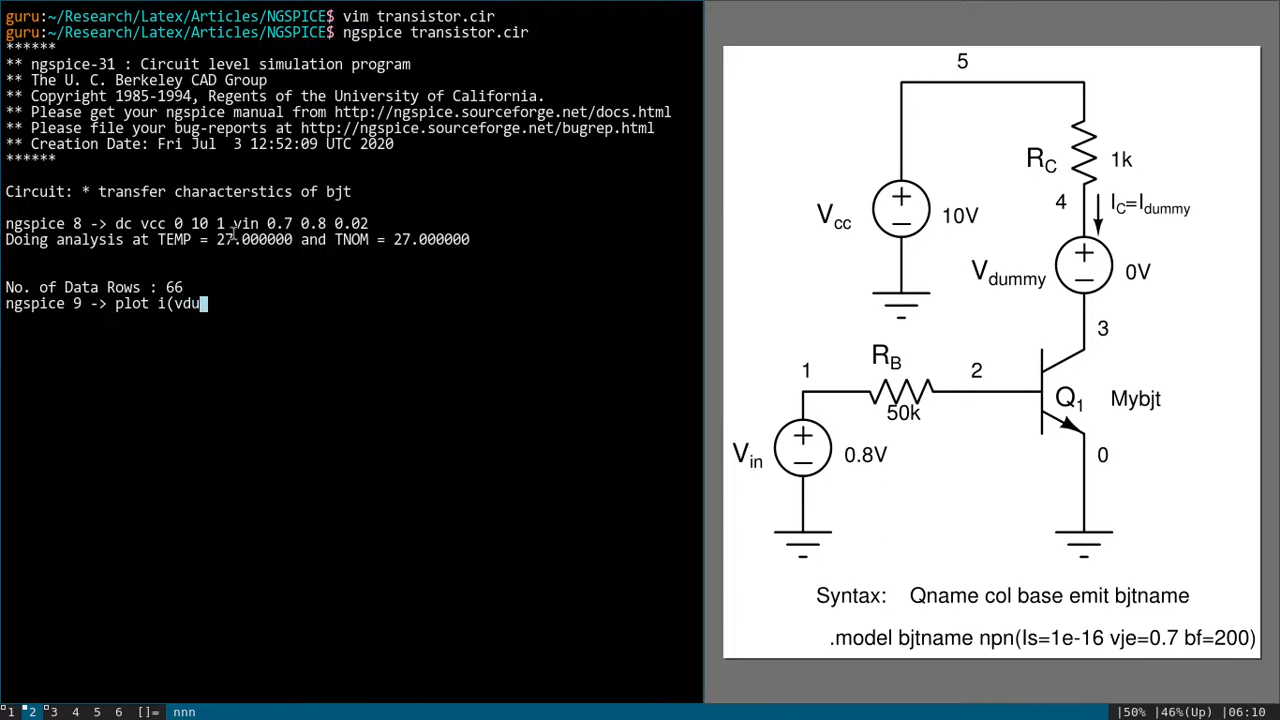 guru:~/Research/Latex/Articles/NGSPICE$ vim transistor.cir
guru:~/Research/Latex/Articles/NGSPICE$ ngspice transistor.cir
******
** ngspice-31 : Circuit level simulation program
** The U. C. Berkeley CAD Group
** Copyright 1985-1994, Regents of the University of California.
** Please get your ngspice manual from http://ngspice.sourceforge.net/docs.html
** Please file your bug-reports at http://ngspice.sourceforge.net/bugrep.html
** Creation Date: Fri Jul  3 12:52:09 UTC 2020
******
Circuit: * transfer characterstics of bjt
ngspice 8 -> dc vcc 0 10 1 vin 0.7 0.8 0.02
Doing analysis at TEMP = 27.000000 and TNOM = 27.000000
No. of Data Rows : 66
ngspice 9 -> plot i(vdu
5
RC 1k
4 IC=Idummy
Vcc 10V
Vdummy 0V
3
RB
1 2
50k
Q1 Mybjt
Vin 0.8V
0
Syntax: Qname col base emit bjtname
.model bjtname npn(Is=1e-16 vje=0.7 bf=200)
1 2 3 4 5 6 []= nnn |50% |46%(Up) |06:10